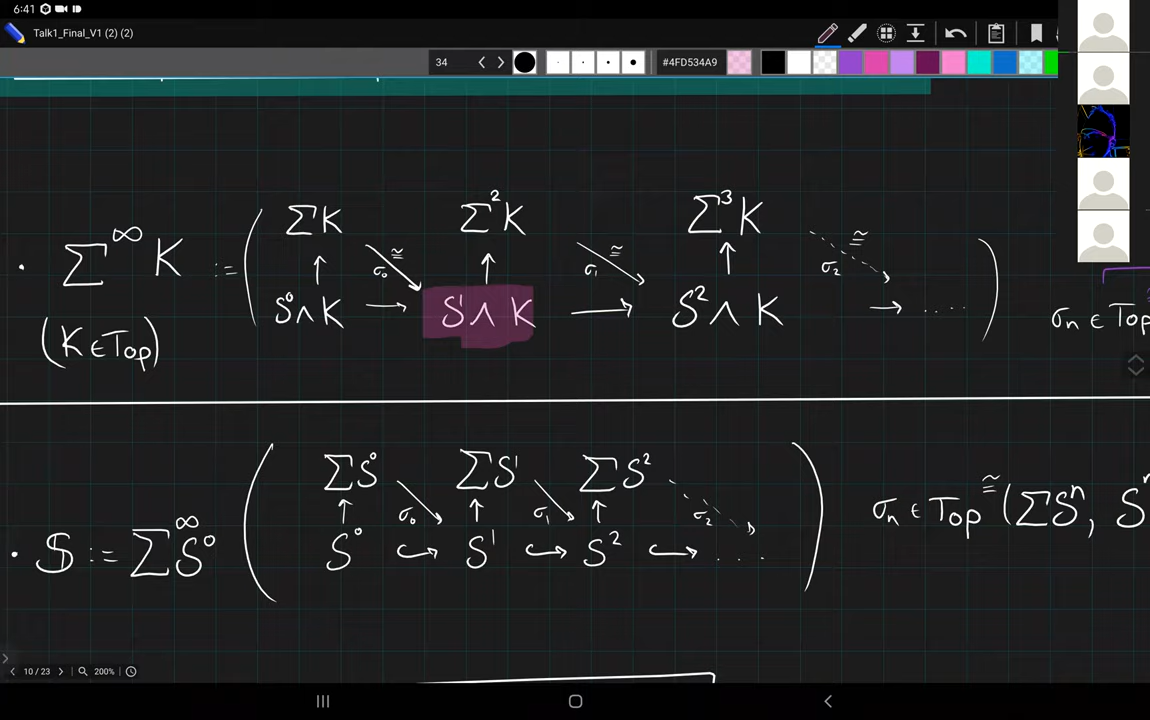 6:41
Talk1_Final_V1 (2) (2)
34 #4FD534A9
ΣK Σ²K Σ³K
≅ ≅ ≅
σ₀ σ₁ σ₂
· Σ^∞ K := ( S⁰∧K → S¹∧K → S²∧K → ..... )
(K∈Top) σₙ ∈ Top
ΣS⁰ ΣS¹ ΣS²
σ₀ σ₁ σ₂
· $ := Σ^∞ S⁰ ( S⁰ ↪ S¹ ↪ S² ↪ .... ) σₙ ∈ Top^≅ (ΣSⁿ, Sⁿ
10/23 200%